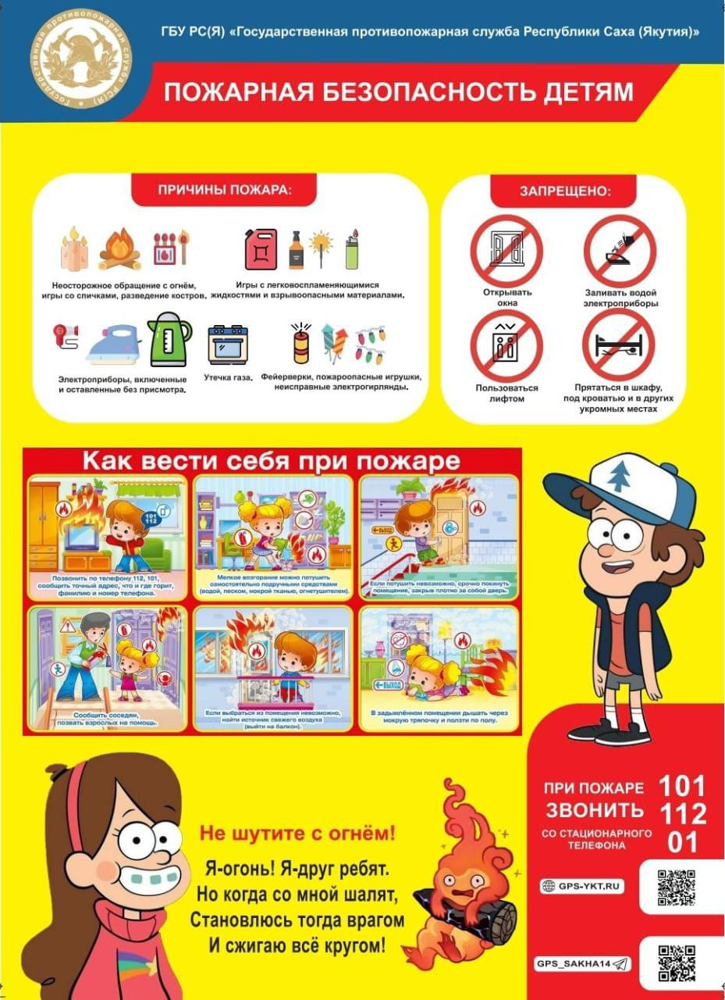 Государственная противопожарная служба РС(Я)
ГБУ РС(Я) «Государственная противопожарная служба Республики Саха (Якутия)»
ПОЖАРНАЯ БЕЗОПАСНОСТЬ ДЕТЯМ
ПРИЧИНЫ ПОЖАРА:
Неосторожное обращение с огнём,
игры со спичками, разведение костров.
Игры с легковоспламеняющимися
жидкостями и взрывоопасными материалами.
Электроприборы, включенные
и оставленные без присмотра.
Утечка газа.
Фейерверки, пожароопасные игрушки,
неисправные электрогирлянды.
ЗАПРЕЩЕНО:
Открывать
окна
Заливать водой
электроприборы
Пользоваться
лифтом
Прятаться в шкафу,
под кроватью и в других
укромных местах
Как вести себя при пожаре
101
112
Позвонить по телефону 112, 101,
сообщить точный адрес, что и где горит,
фамилию и номер телефона.
Мелкое возгорание можно потушить
самостоятельно подручными средствами
(водой, песком, мокрой тканью, огнетушителем).
ВЫХОД
Если потушить невозможно, срочно покинуть
помещение, закрыв плотно за собой дверь.
Сообщить соседям,
позвать взрослых на помощь.
Если выбраться из помещения невозможно,
найти источник свежего воздуха
(выйти на балкон).
ВЫХОД
В задымлённом помещении дышать через
мокрую тряпочку и ползти по полу.
Не шутите с огнём!
Я-огонь! Я-друг ребят.
Но когда со мной шалят,
Становлюсь тогда врагом
И сжигаю всё кругом!
ПРИ ПОЖАРЕ
ЗВОНИТЬ
СО СТАЦИОНАРНОГО
ТЕЛЕФОНА
101
112
01
GPS-YKT.RU
GPS_SAKHA14